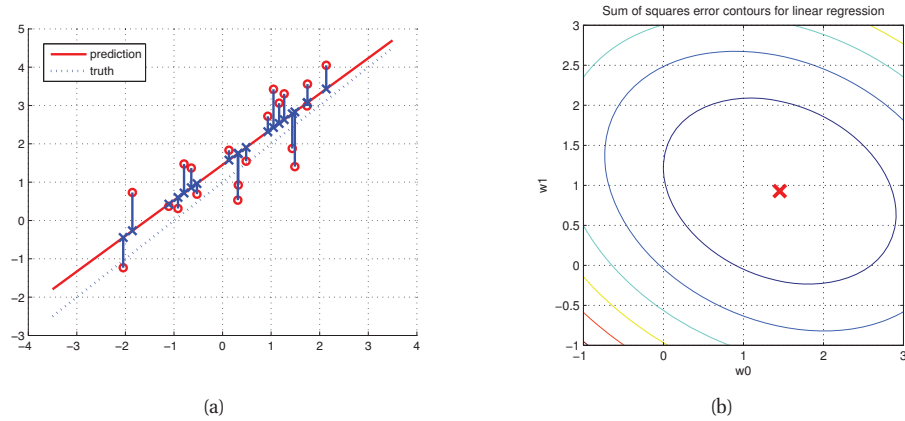 prediction
truth
5
4
3
2
1
0
−1
−2
−3
−4 −3 −2 −1 0 1 2 3 4
(a)
Sum of squares error contours for linear regression
w1
3
2.5
2
1.5
1
0.5
0
−0.5
−1
−1 0 1 2 3
w0
(b)